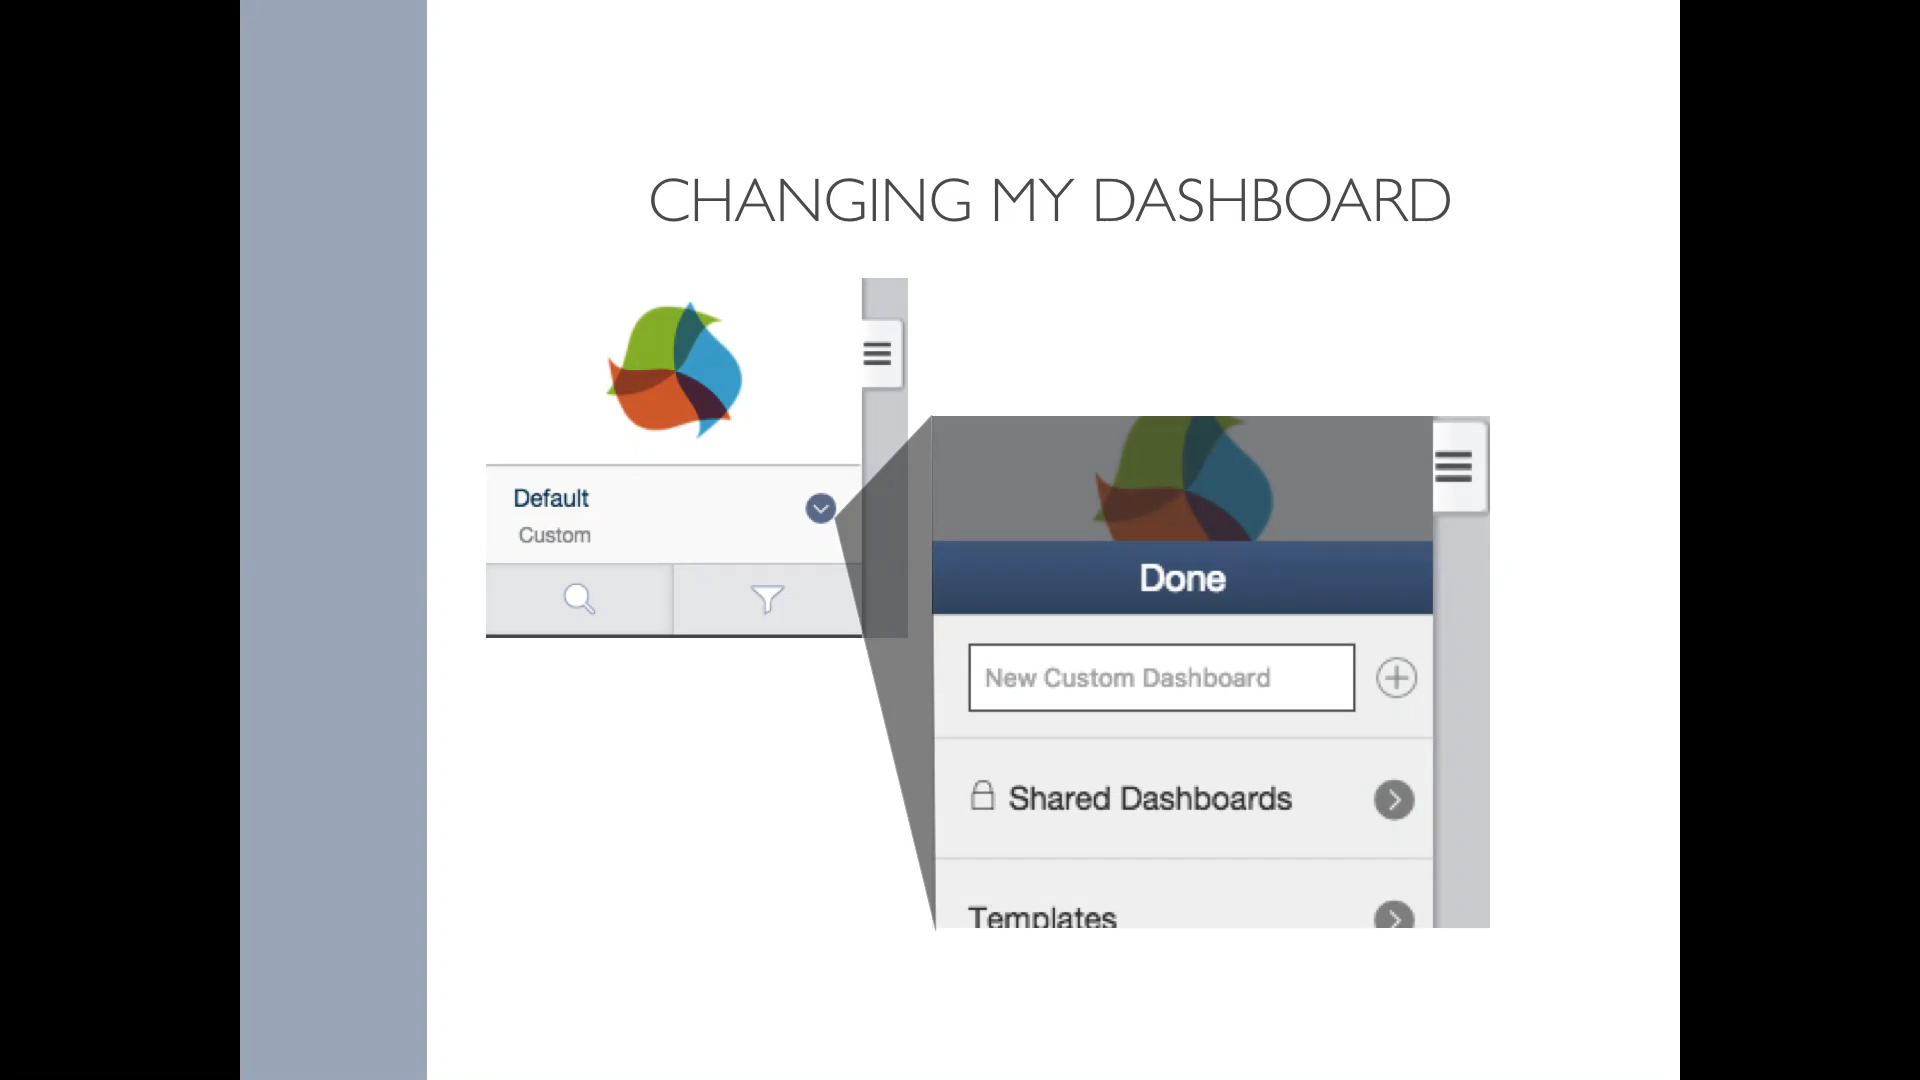 CHANGING MY DASHBOARD
Default
Custom
Done
New Custom Dashboard
Shared Dashboards
Templates